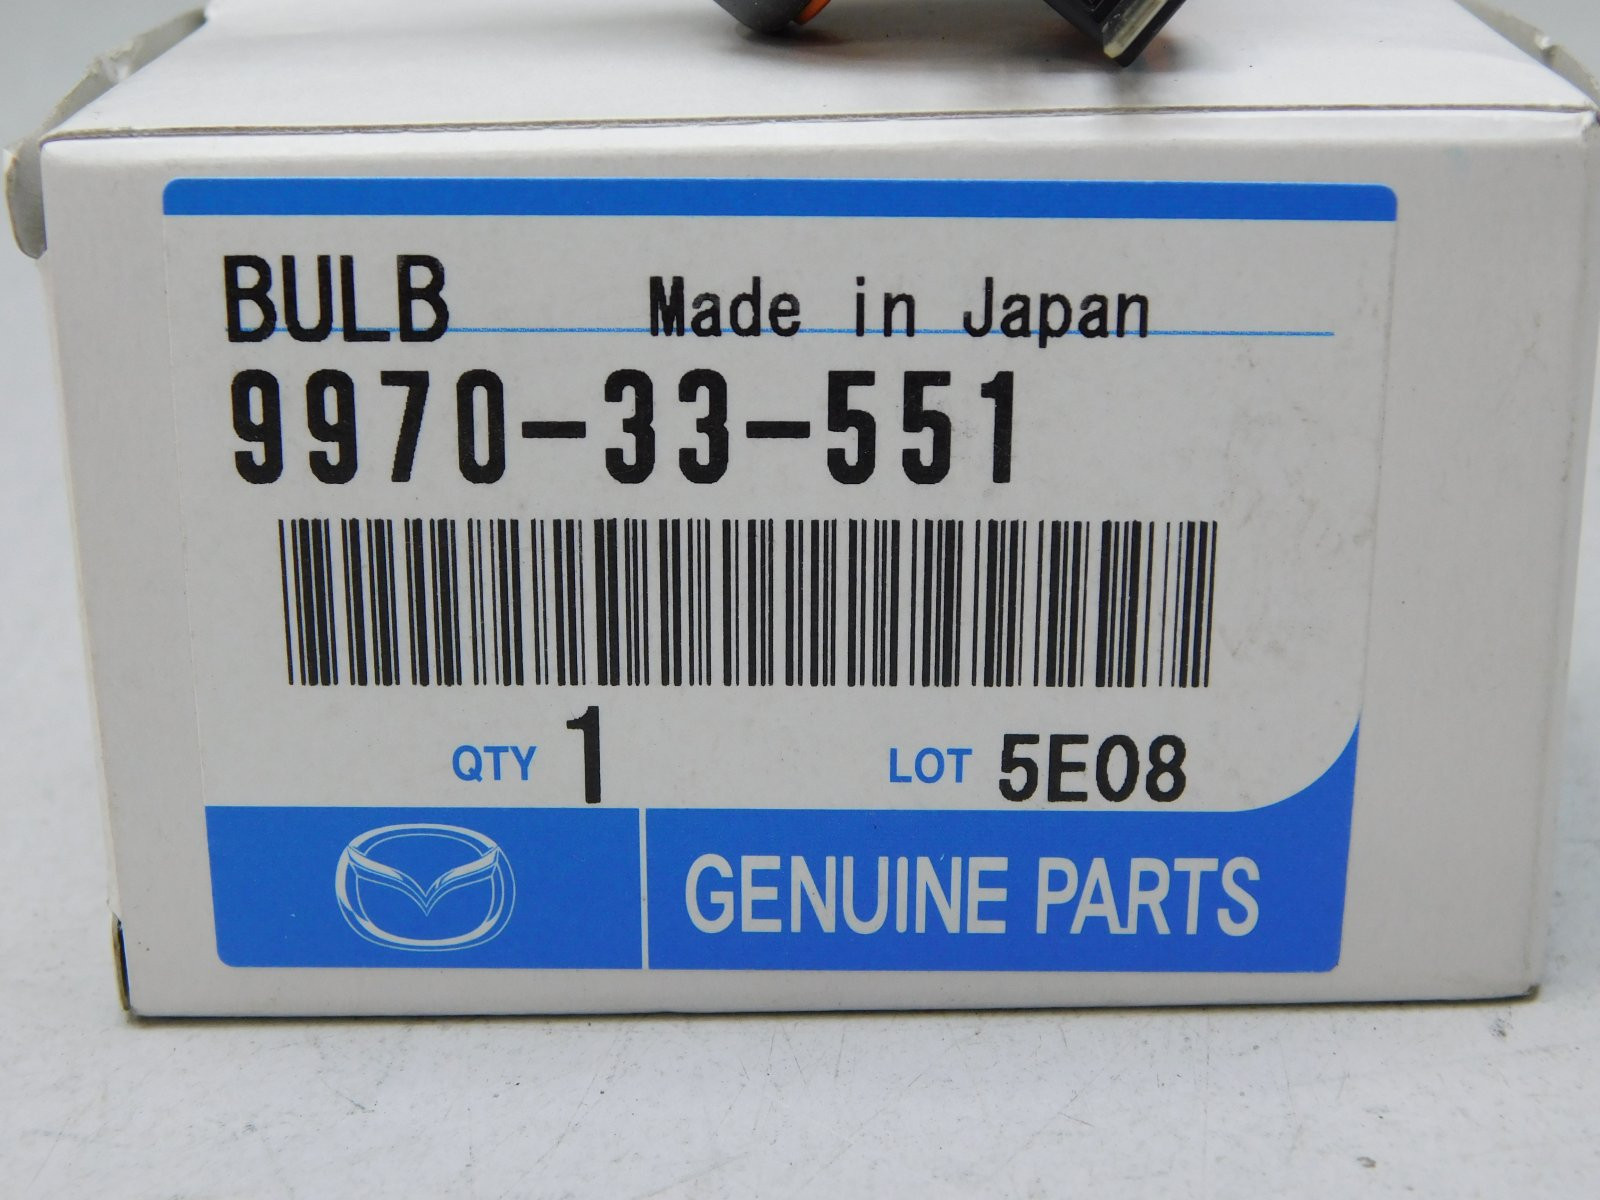 BULB Made in Japan
9970-33-551
QTY 1 LOT 5E08
GENUINE PARTS